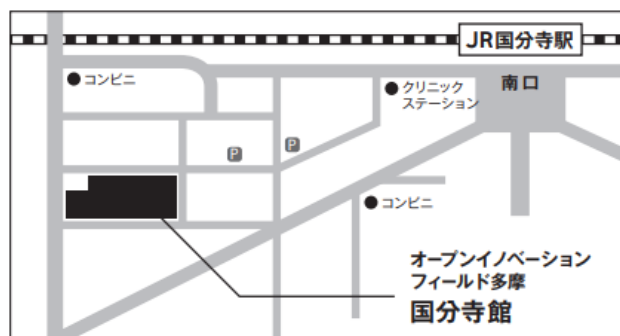 JR国分寺駅
南口
コンビニ
クリニック
ステーション
P
P
コンビニ
オープンイノベーション
フィールド多摩
国分寺館